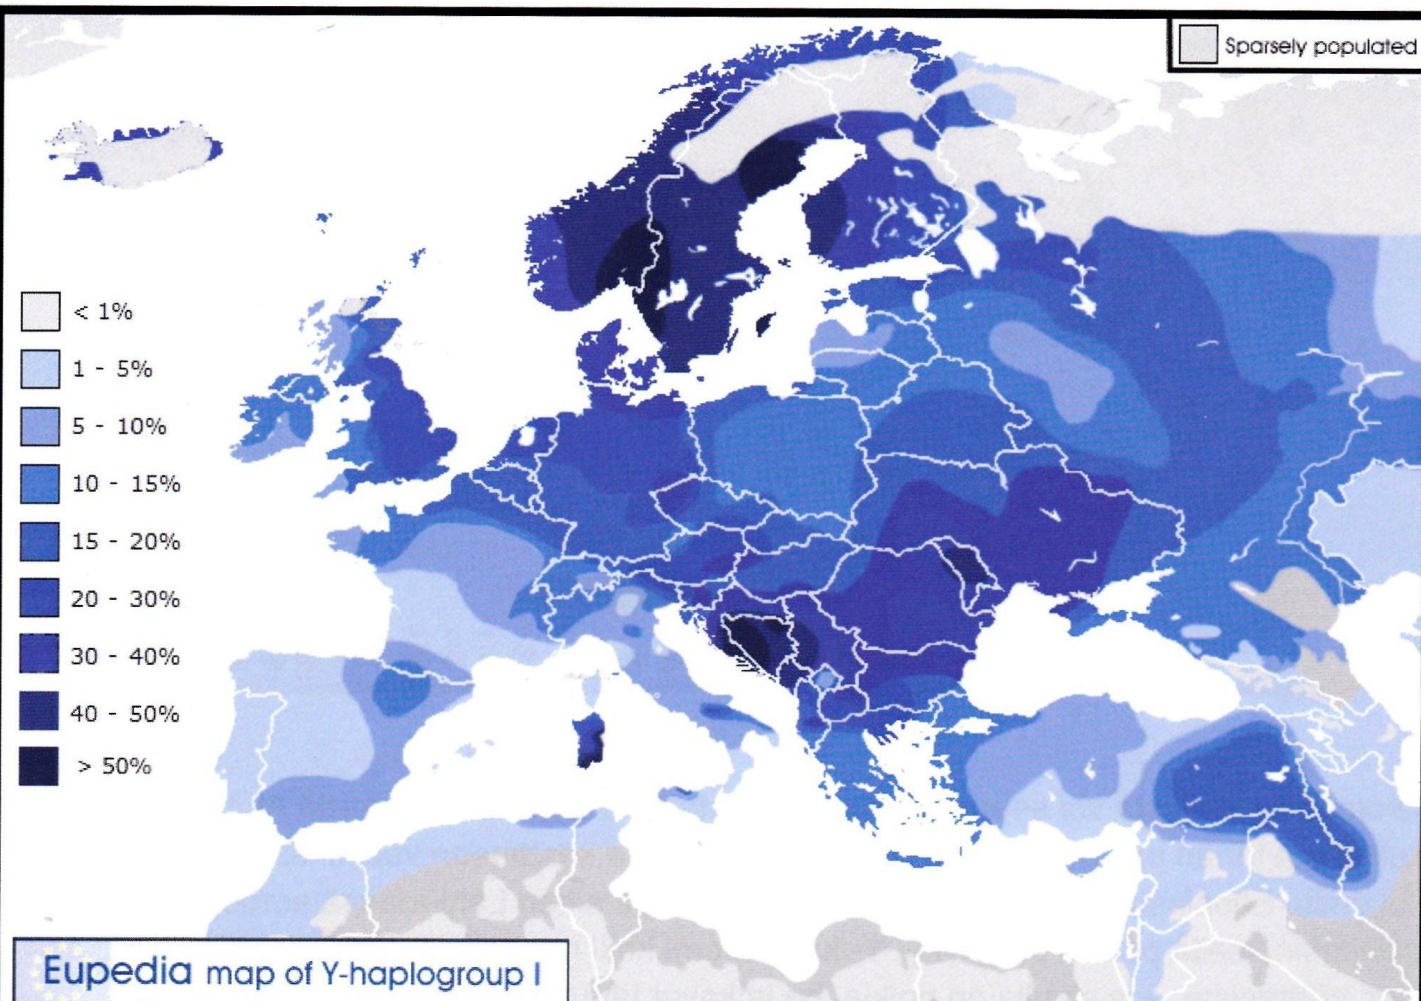 Sparsely populated
< 1%
1 - 5%
5 - 10%
10 - 15%
15 - 20%
20 - 30%
30 - 40%
40 - 50%
> 50%
Eupedia map of Y-haplogroup I